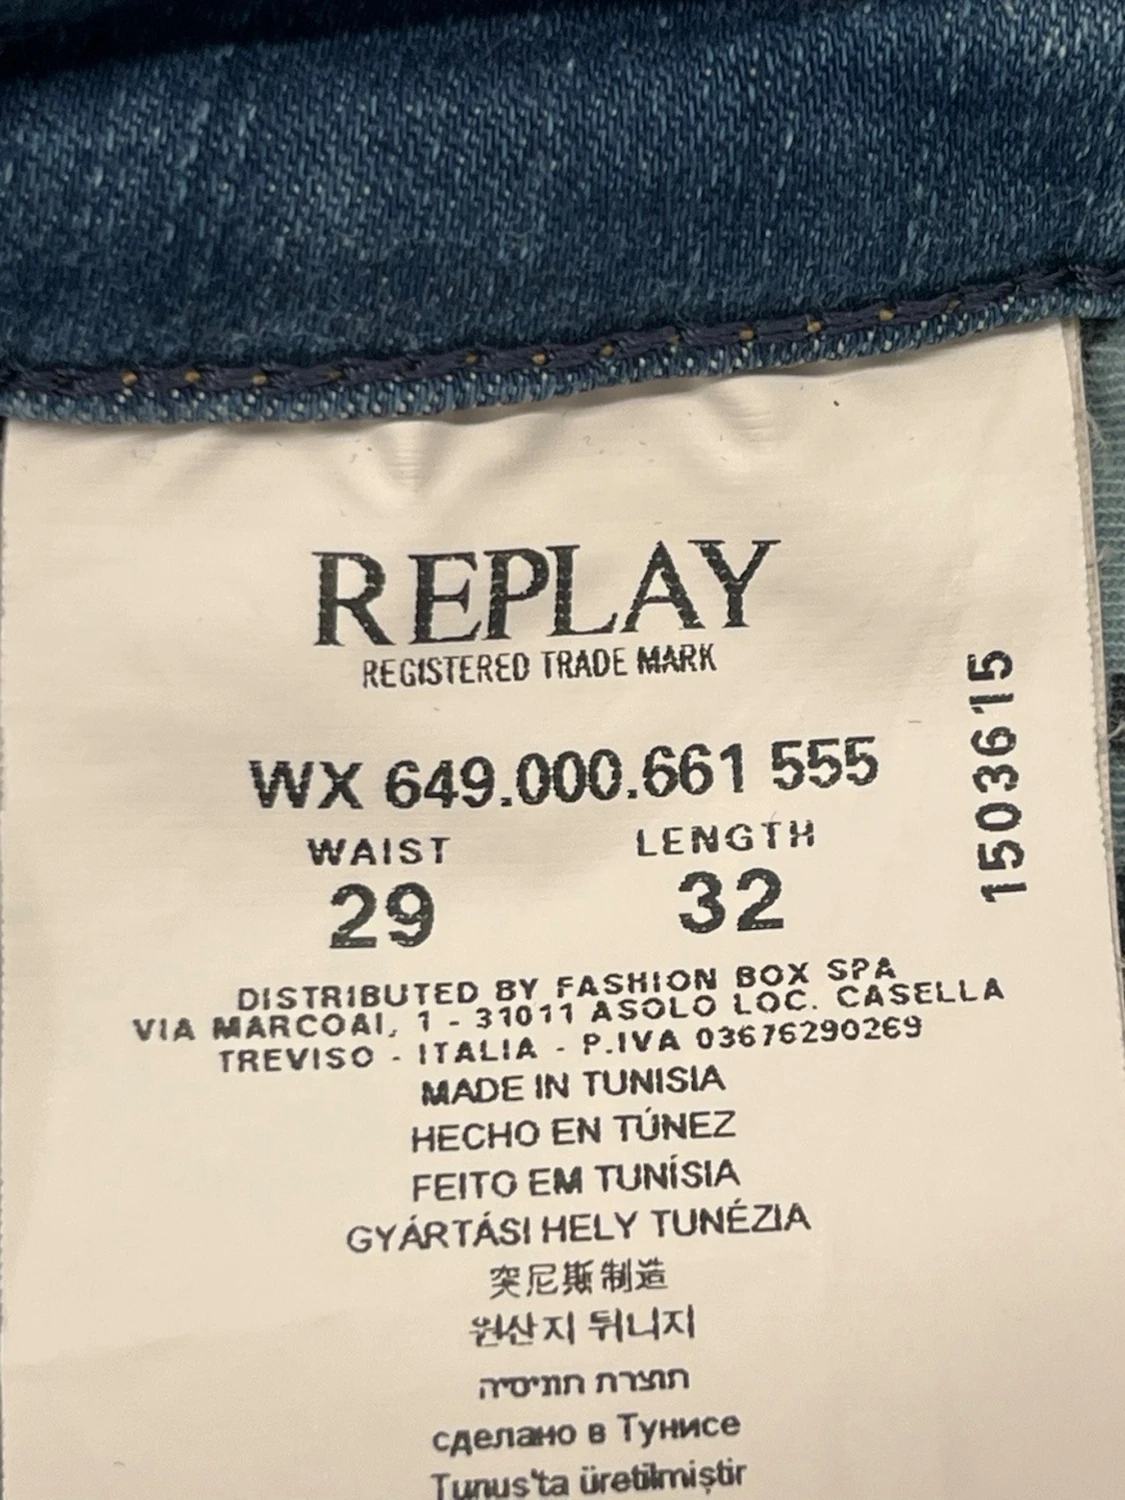 REPLAY
REGISTERED TRADE MARK
WX 649.000.661 555
WAIST LENGTH
29 32
1503615
DISTRIBUTED BY FASHION BOX SPA
VIA MARCOAI, 1 - 31011 ASOLO LOC. CASELLA
TREVISO - ITALIA - P.IVA 03676290269
MADE IN TUNISIA
HECHO EN TÚNEZ
FEITO EM TUNÍSIA
GYÁRTÁSI HELY TUNÉZIA
突尼斯制造
원산지 튀니지
сделано в Тунисе
Tunus'ta üretilmiştir